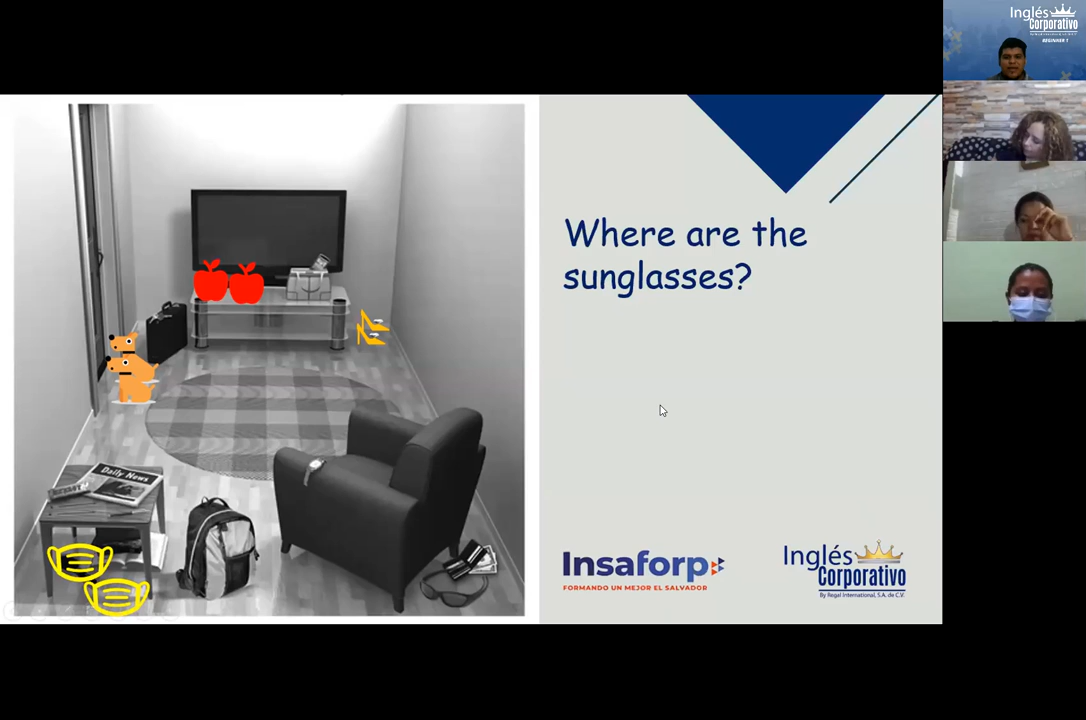 Where are the
sunglasses?
Daily News
Insaforp
FORMANDO UN MEJOR EL SALVADOR
Inglés
Corporativo
By Regal International, S.A. de C.V.
Inglés
Corporativo
BEGINNER 1